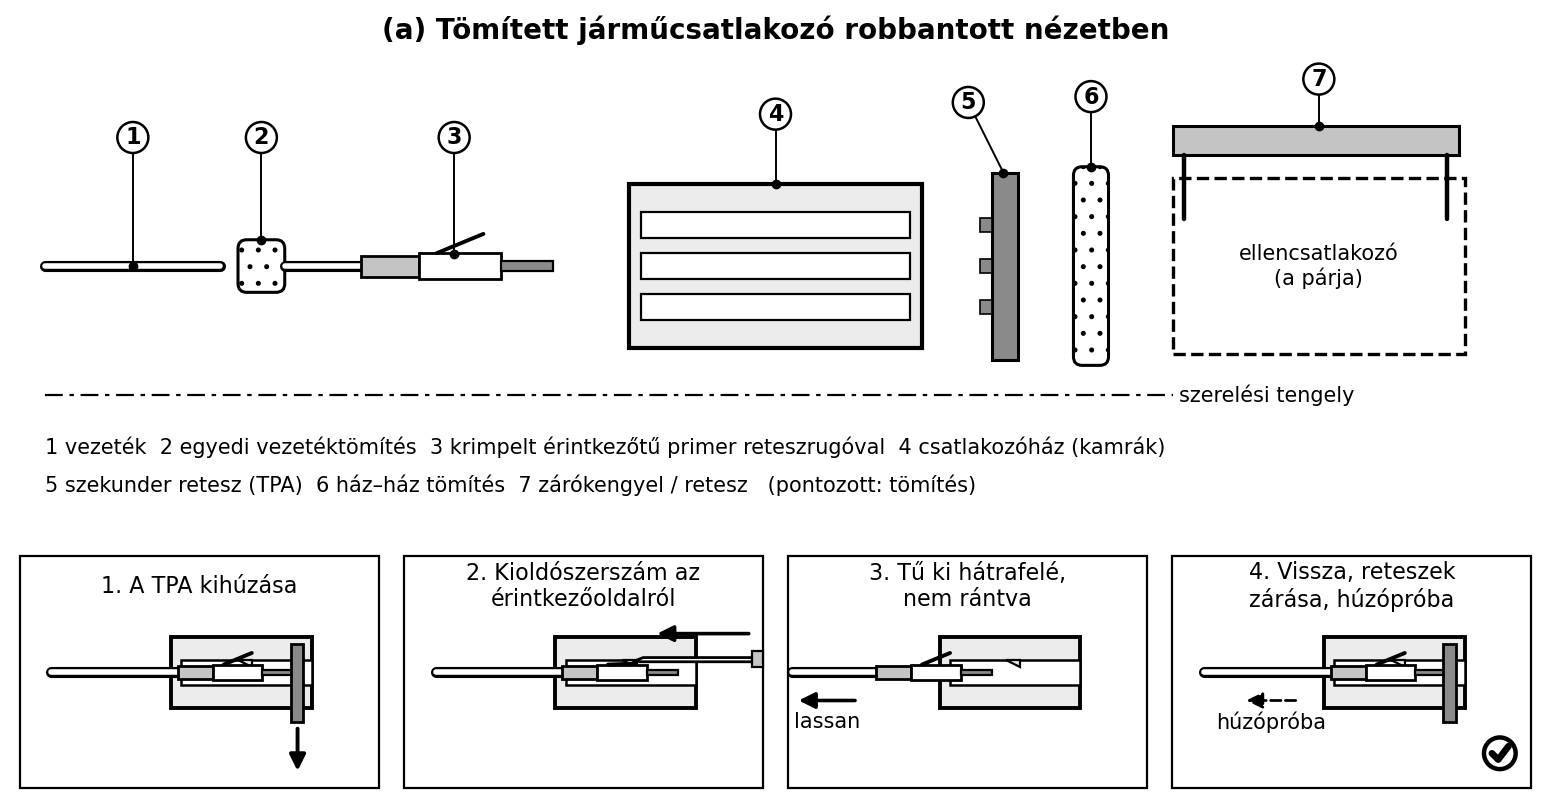 (a) Tömített járműcsatlakozó robbantott nézetben
1
2
3
4
5
6
7
ellencsatlakozó
(a párja)
szerelési tengely
1 vezeték  2 egyedi vezetéktömítés  3 krimpelt érintkezőtű primer reteszrugóval  4 csatlakozóház (kamrák)
5 szekunder retesz (TPA)  6 ház–ház tömítés  7 zárókengyel / retesz   (pontozott: tömítés)
1. A TPA kihúzása
2. Kioldószerszám az
érintkezőoldalról
3. Tű ki hátrafelé,
nem rántva
lassan
4. Vissza, reteszek
zárása, húzópróba
húzópróba